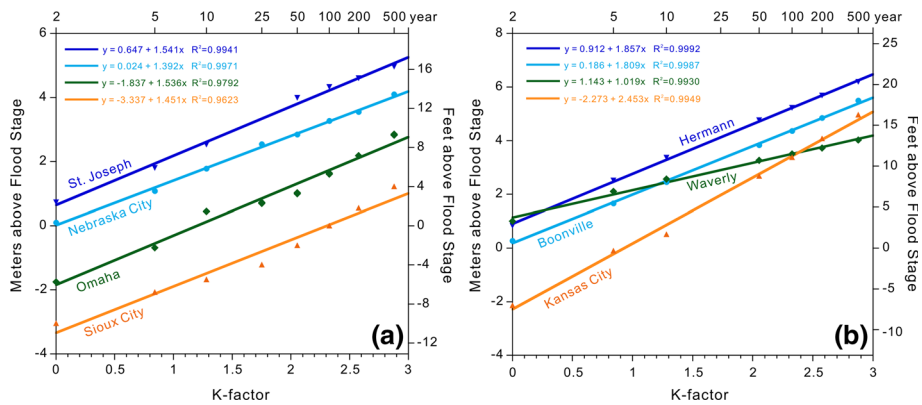 2 5 10 25 50 100 200 500 year
8
6
4
2
0
-2
-4
Meters above Flood Stage
y = 0.647 + 1.541x R²=0.9941
y = 0.024 + 1.392x R²=0.9971
y = -1.837 + 1.536x R²=0.9792
y = -3.337 + 1.451x R²=0.9623
St. Joseph
Nebraska City
Omaha
Sioux City
(a)
16
12
8
4
0
-4
-8
-12
Feet above Flood Stage
0 0.5 1 1.5 2 2.5 3
K-factor
2 5 10 25 50 100 200 500 year
8
6
4
2
0
-2
-4
Meters above Flood Stage
y = 0.912 + 1.857x R²=0.9992
y = 0.186 + 1.809x R²=0.9987
y = 1.143 + 1.019x R²=0.9930
y = -2.273 + 2.453x R²=0.9949
Hermann
Waverly
Boonville
Kansas City
(b)
25
20
15
10
5
0
-5
-10
Feet above Flood Stage
0 0.5 1 1.5 2 2.5 3
K-factor